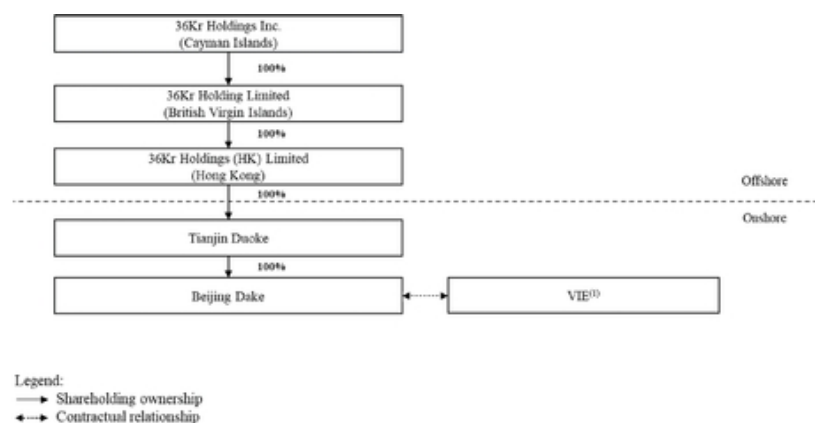 36Kr Holdings Inc.
(Cayman Islands)
100%
36Kr Holding Limited
(British Virgin Islands)
100%
36Kr Holdings (HK) Limited
(Hong Kong)
100%
Offshore
Onshore
Tianjin Duoke
100%
Beijing Dake
VIE(1)
Legend:
Shareholding ownership
Contractual relationship